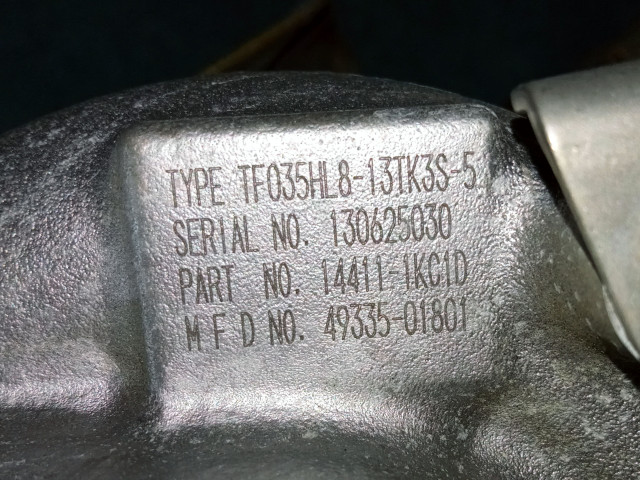 TYPE TF035HL8-13TK3S-5
SERIAL NO. 130625030
PART NO. 14411-1KC1D
M F D NO. 49335-01801